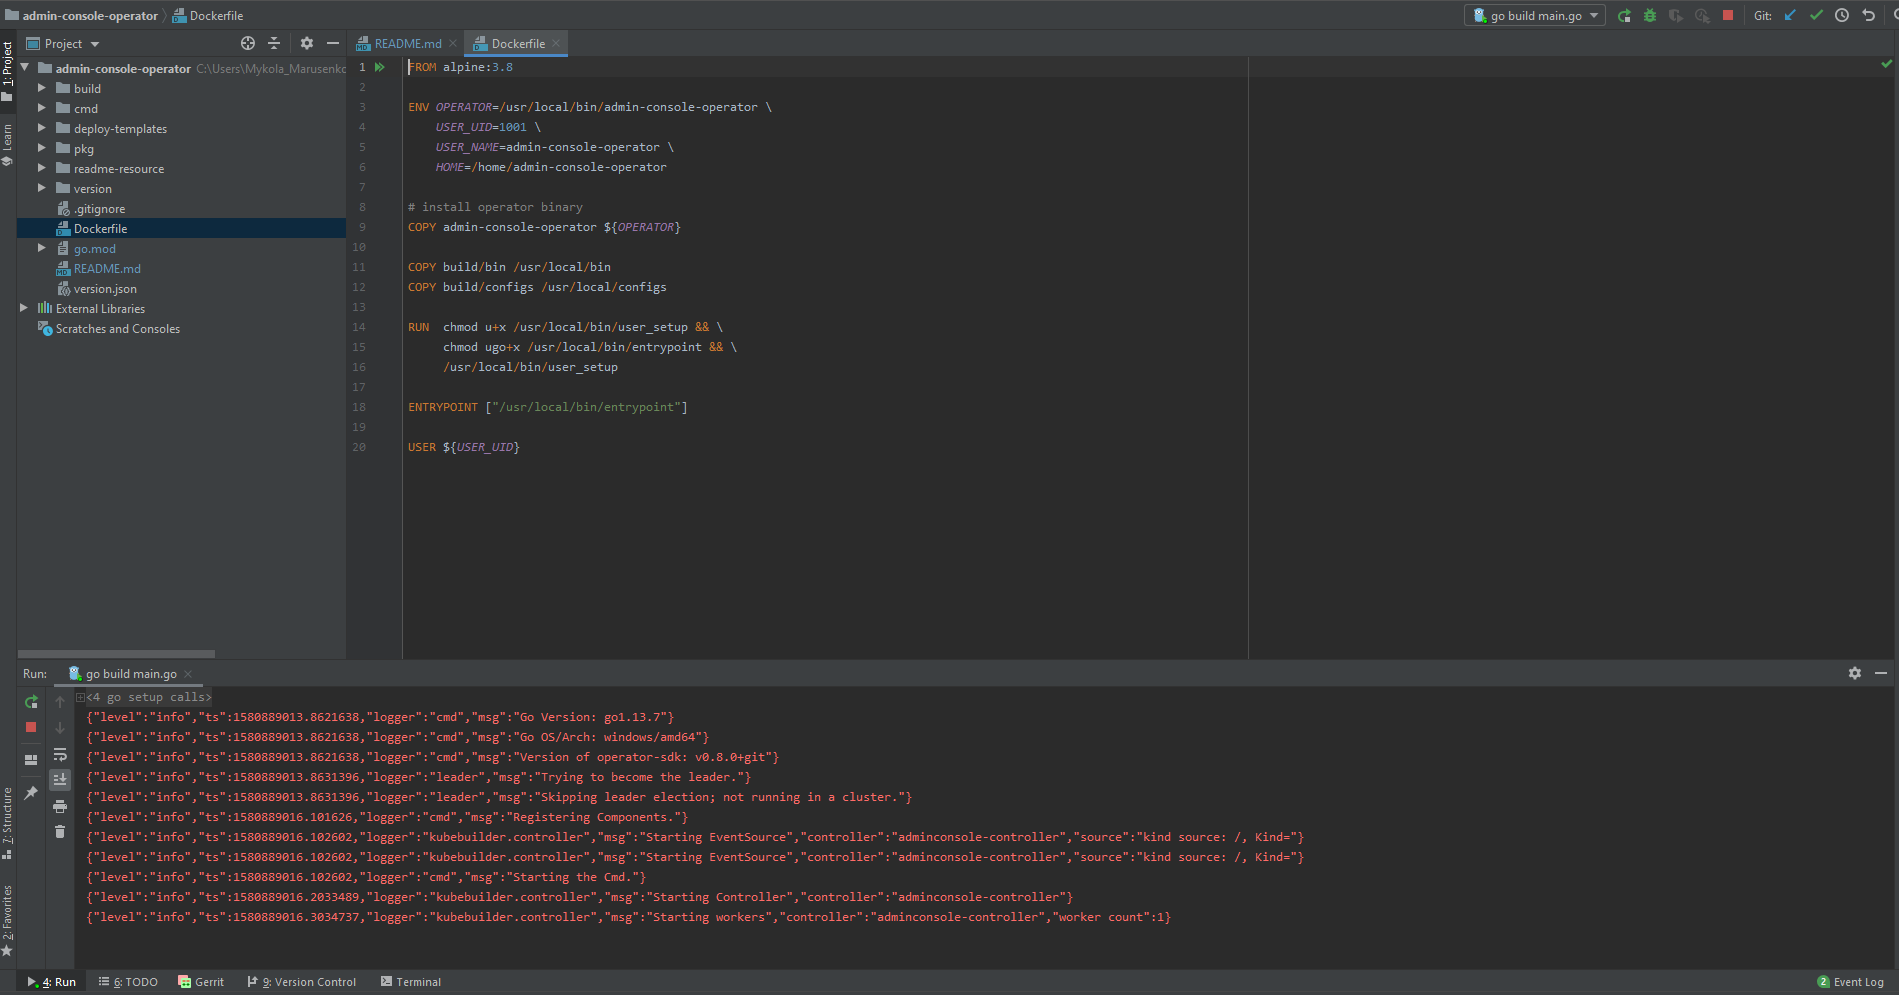 admin-console-operator
Dockerfile
go build main.go
Git:
Project
README.md
Dockerfile
1: Project
Learn
7: Structure
2: Favorites
admin-console-operator C:\Users\Mykola_Marusenko
build
cmd
deploy-templates
pkg
readme-resource
version
.gitignore
Dockerfile
go.mod
README.md
version.json
External Libraries
Scratches and Consoles
1 FROM alpine:3.8
2
3 ENV OPERATOR=/usr/local/bin/admin-console-operator \
4 USER_UID=1001 \
5 USER_NAME=admin-console-operator \
6 HOME=/home/admin-console-operator
7
8 # install operator binary
9 COPY admin-console-operator ${OPERATOR}
10
11 COPY build/bin /usr/local/bin
12 COPY build/configs /usr/local/configs
13
14 RUN  chmod u+x /usr/local/bin/user_setup && \
15 chmod ugo+x /usr/local/bin/entrypoint && \
16 /usr/local/bin/user_setup
17
18 ENTRYPOINT ["/usr/local/bin/entrypoint"]
19
20 USER ${USER_UID}
Run: go build main.go
<4 go setup calls>
{"level":"info","ts":1580889013.8621638,"logger":"cmd","msg":"Go Version: go1.13.7"}
{"level":"info","ts":1580889013.8621638,"logger":"cmd","msg":"Go OS/Arch: windows/amd64"}
{"level":"info","ts":1580889013.8621638,"logger":"cmd","msg":"Version of operator-sdk: v0.8.0+git"}
{"level":"info","ts":1580889013.8631396,"logger":"leader","msg":"Trying to become the leader."}
{"level":"info","ts":1580889013.8631396,"logger":"leader","msg":"Skipping leader election; not running in a cluster."}
{"level":"info","ts":1580889016.101626,"logger":"cmd","msg":"Registering Components."}
{"level":"info","ts":1580889016.102602,"logger":"kubebuilder.controller","msg":"Starting EventSource","controller":"adminconsole-controller","source":"kind source: /, Kind="}
{"level":"info","ts":1580889016.102602,"logger":"kubebuilder.controller","msg":"Starting EventSource","controller":"adminconsole-controller","source":"kind source: /, Kind="}
{"level":"info","ts":1580889016.102602,"logger":"cmd","msg":"Starting the Cmd."}
{"level":"info","ts":1580889016.2033489,"logger":"kubebuilder.controller","msg":"Starting Controller","controller":"adminconsole-controller"}
{"level":"info","ts":1580889016.3034737,"logger":"kubebuilder.controller","msg":"Starting workers","controller":"adminconsole-controller","worker count":1}
4: Run
6: TODO
Gerrit
9: Version Control
Terminal
2 Event Log